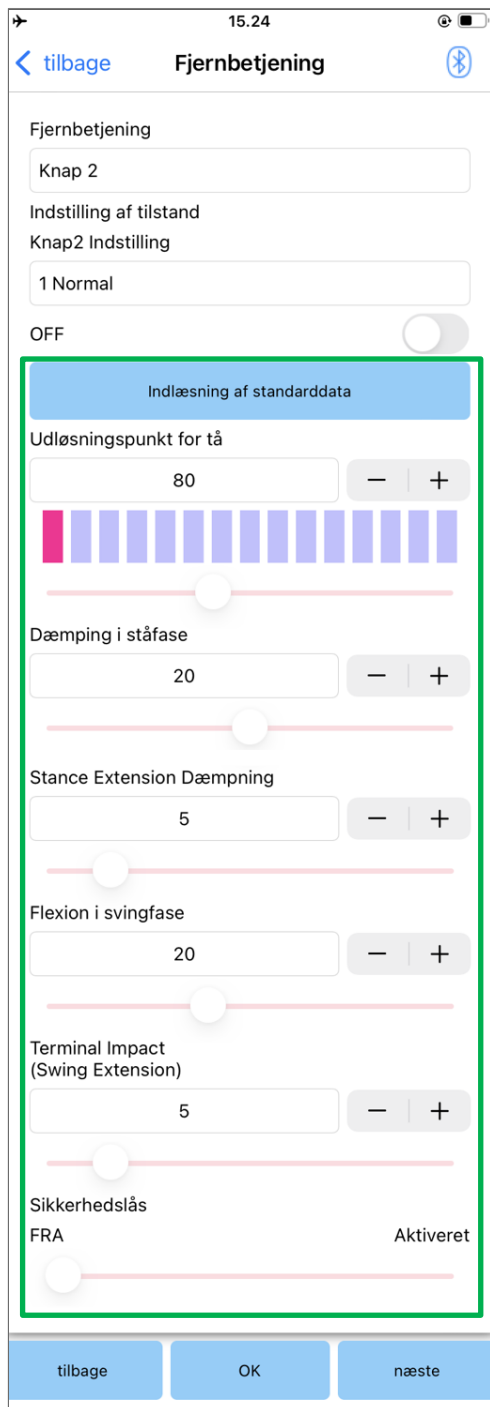 15.24
tilbage
Fjernbetjening
Fjernbetjening
Knap 2
Indstilling af tilstand
Knap2 Indstilling
1 Normal
OFF
Indlæsning af standarddata
Udløsningspunkt for tå
80
Dæmping i ståfase
20
Stance Extension Dæmpning
5
Flexion i svingfase
20
Terminal Impact
(Swing Extension)
5
Sikkerhedslås
FRA Aktiveret
tilbage OK næste